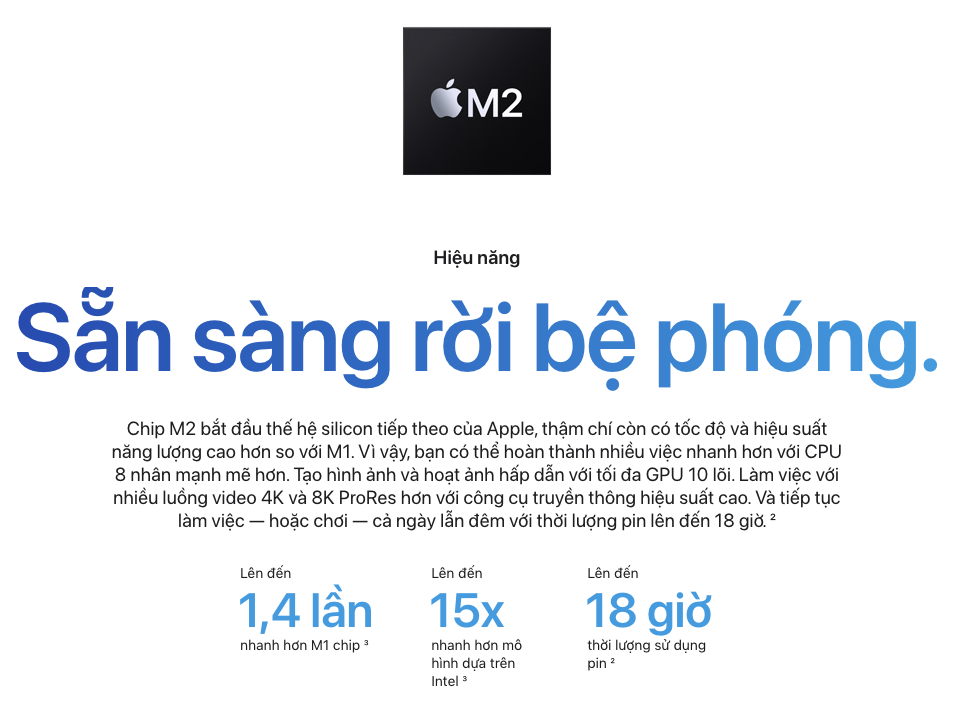 M2
Hiệu năng
Sẵn sàng rời bệ phóng.
Chip M2 bắt đầu thế hệ silicon tiếp theo của Apple, thậm chí còn có tốc độ và hiệu suất
năng lượng cao hơn so với M1. Vì vậy, bạn có thể hoàn thành nhiều việc nhanh hơn với CPU
8 nhân mạnh mẽ hơn. Tạo hình ảnh và hoạt ảnh hấp dẫn với tối đa GPU 10 lõi. Làm việc với
nhiều luồng video 4K và 8K ProRes hơn với công cụ truyền thông hiệu suất cao. Và tiếp tục
làm việc — hoặc chơi — cả ngày lẫn đêm với thời lượng pin lên đến 18 giờ. ²
Lên đến
1,4 lần
nhanh hơn M1 chip ³
Lên đến
15x
nhanh hơn mô
hình dựa trên
Intel ³
Lên đến
18 giờ
thời lượng sử dụng
pin ²